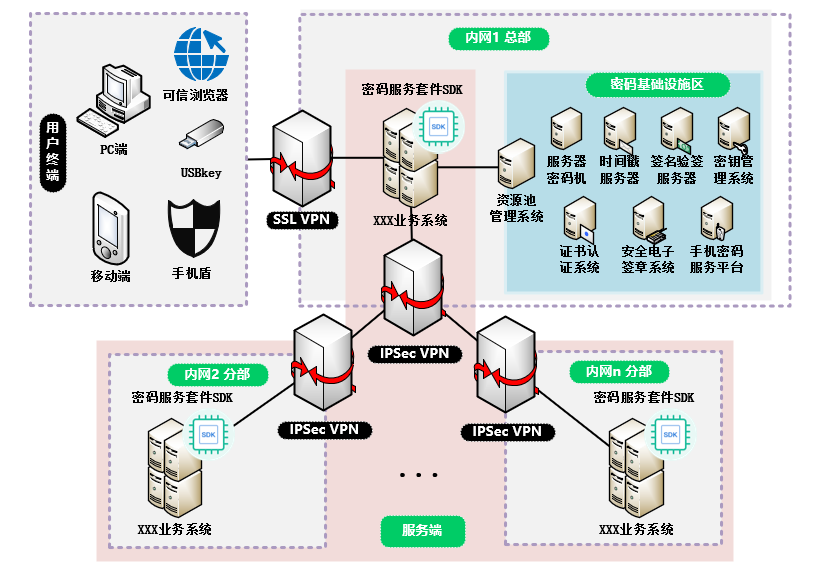 内网1 总部
用户终端
可信浏览器
PC端
USBkey
移动端
手机盾
SSL VPN
密码服务套件SDK
SDK
XXX业务系统
资源池
管理系统
密码基础设施区
服务器
密码机
时间戳
服务器
签名验签
服务器
密钥管
理系统
证书认
证系统
安全电子
签章系统
手机密码
服务平台
IPSec VPN
内网2 分部
密码服务套件SDK
SDK
XXX业务系统
IPSec VPN
IPSec VPN
内网n 分部
密码服务套件SDK
SDK
XXX业务系统
...
服务端